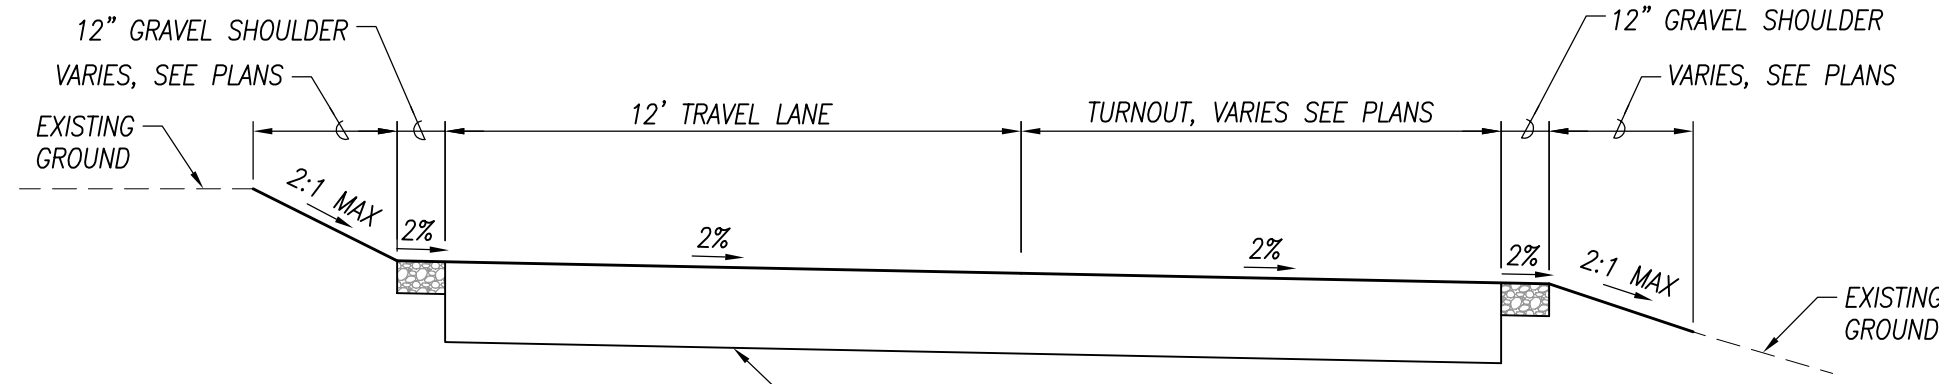 12" GRAVEL SHOULDER
VARIES, SEE PLANS
EXISTING
GROUND
2:1 MAX
2%
12' TRAVEL LANE
2%
TURNOUT, VARIES SEE PLANS
2%
12" GRAVEL SHOULDER
VARIES, SEE PLANS
2%
2:1 MAX
EXISTING
GROUND